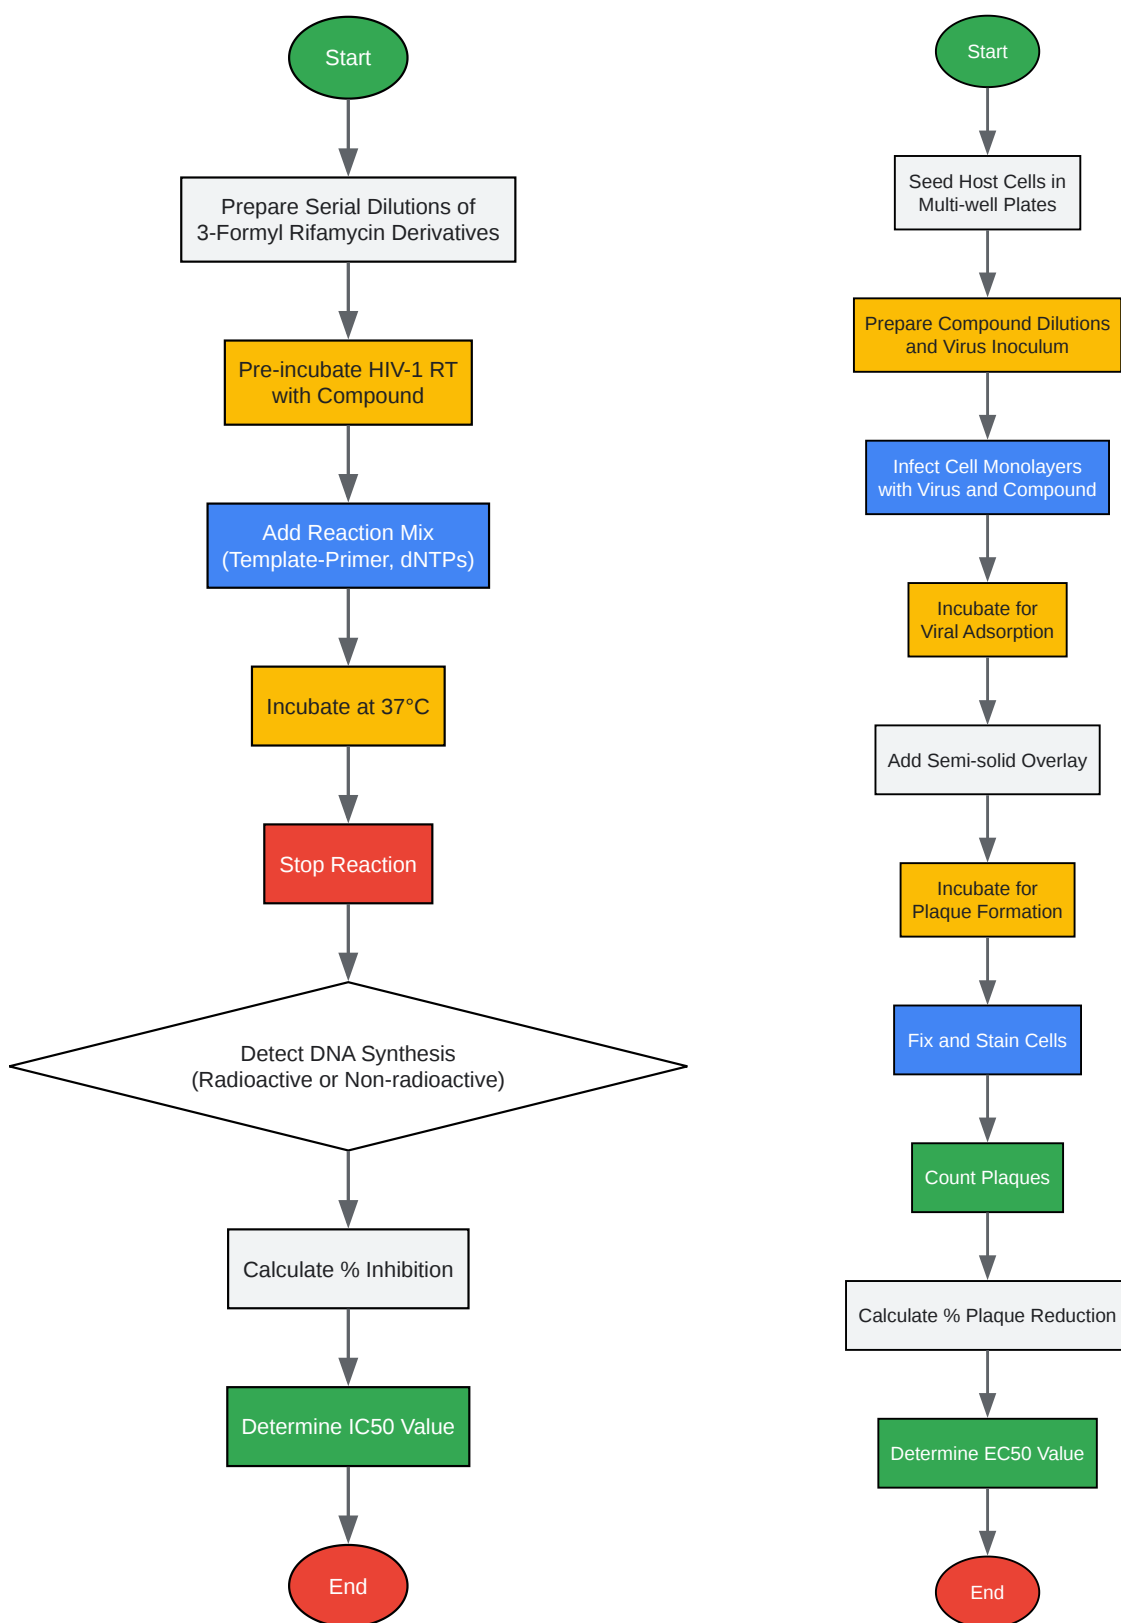 Start
Prepare Serial Dilutions of
3-Formyl Rifamycin Derivatives
Pre-incubate HIV-1 RT
with Compound
Add Reaction Mix
(Template-Primer, dNTPs)
Incubate at 37°C
Stop Reaction
Detect DNA Synthesis
(Radioactive or Non-radioactive)
Calculate % Inhibition
Determine IC50 Value
End
Start
Seed Host Cells in
Multi-well Plates
Prepare Compound Dilutions
and Virus Inoculum
Infect Cell Monolayers
with Virus and Compound
Incubate for
Viral Adsorption
Add Semi-solid Overlay
Incubate for
Plaque Formation
Fix and Stain Cells
Count Plaques
Calculate % Plaque Reduction
Determine EC50 Value
End